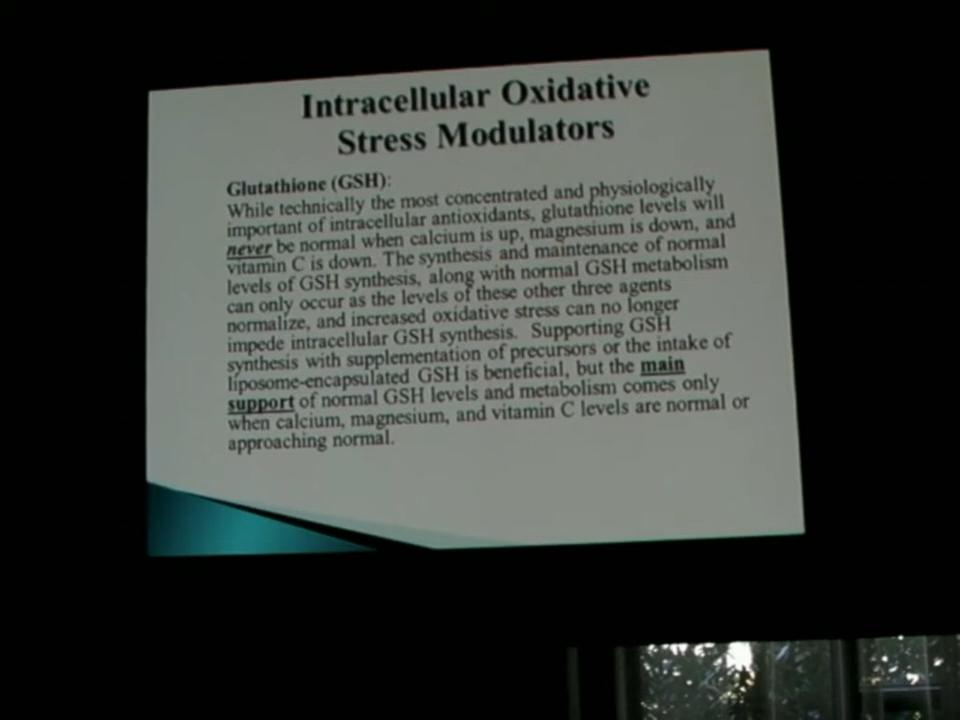 Intracellular Oxidative
Stress Modulators
Glutathione (GSH):
While technically the most concentrated and physiologically
important of intracellular antioxidants, glutathione levels will
never be normal when calcium is up, magnesium is down, and
vitamin C is down. The synthesis and maintenance of normal
levels of GSH synthesis, along with normal GSH metabolism
can only occur as the levels of these other three agents
normalize, and increased oxidative stress can no longer
impede intracellular GSH synthesis. Supporting GSH
synthesis with supplementation of precursors or the intake of
liposome-encapsulated GSH is beneficial, but the main
support of normal GSH levels and metabolism comes only
when calcium, magnesium, and vitamin C levels are normal or
approaching normal.